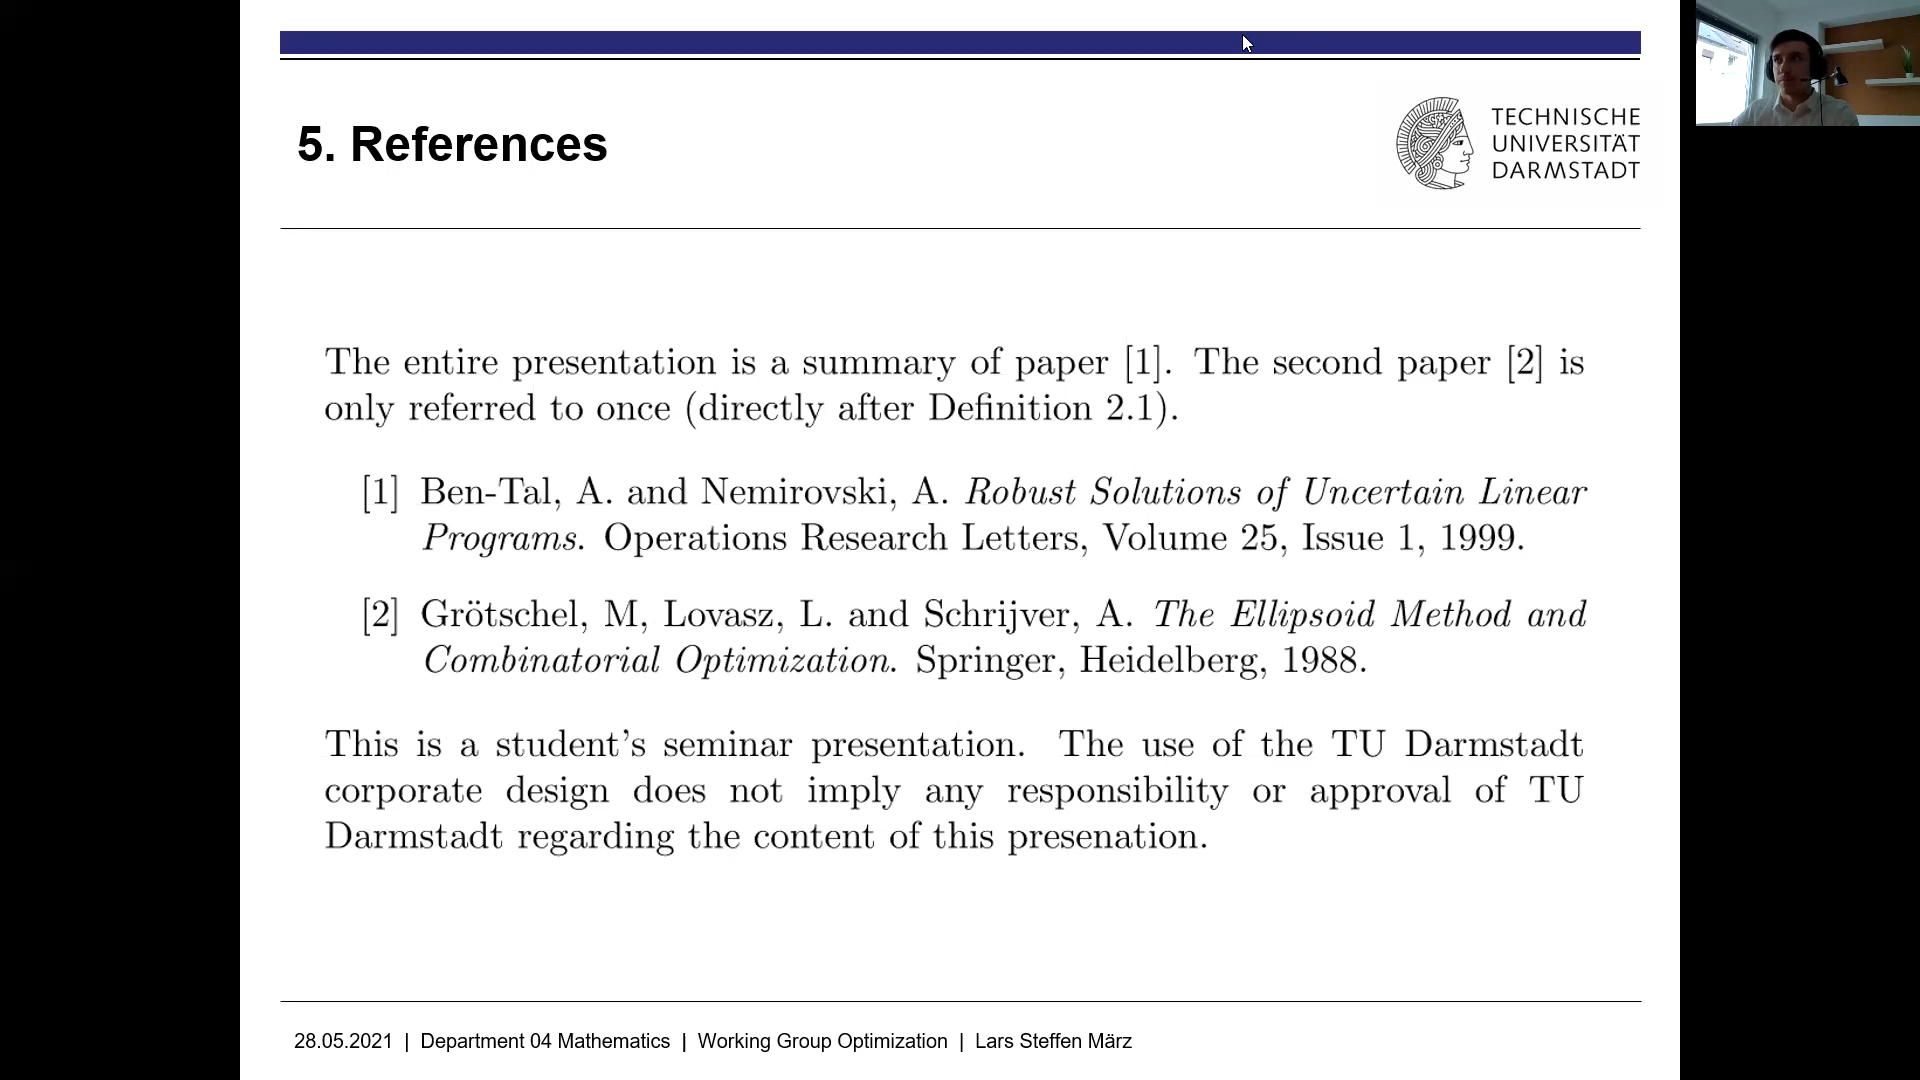 5. References
TECHNISCHE
UNIVERSITÄT
DARMSTADT
The entire presentation is a summary of paper [1]. The second paper [2] is
only referred to once (directly after Definition 2.1).
[1] Ben-Tal, A. and Nemirovski, A. Robust Solutions of Uncertain Linear
Programs. Operations Research Letters, Volume 25, Issue 1, 1999.
[2] Grötschel, M, Lovasz, L. and Schrijver, A. The Ellipsoid Method and
Combinatorial Optimization. Springer, Heidelberg, 1988.
This is a student's seminar presentation. The use of the TU Darmstadt
corporate design does not imply any responsibility or approval of TU
Darmstadt regarding the content of this presenation.
28.05.2021 | Department 04 Mathematics | Working Group Optimization | Lars Steffen März